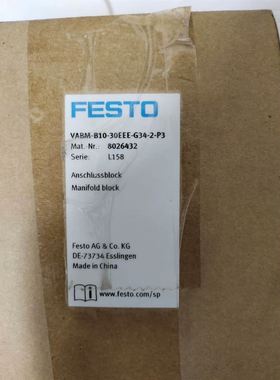 FESTO
VABM-B10-30EEE-G34-2-P3
Mat.-Nr.: 8026432
Serie: L158
Anschlussblock
Manifold block
Festo AG & Co. KG
DE-73734 Esslingen
Made in China
www.festo.com/sp